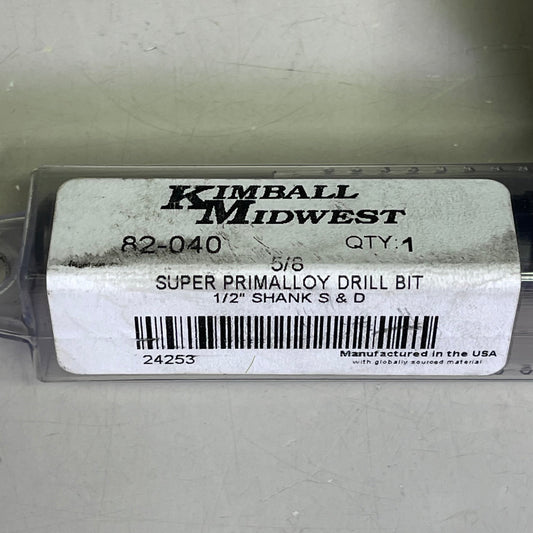 KIMBALL
MIDWEST
82-040 QTY:1
5/8
SUPER PRIMALLOY DRILL BIT
1/2" SHANK S & D
24253
Manufactured in the USA
with globally sourced material